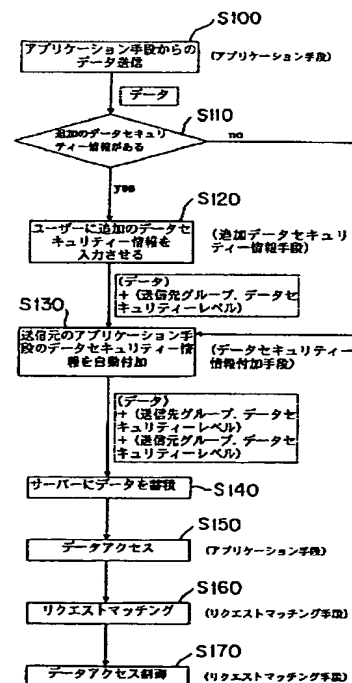 S100
アプリケーション手段からの
データ送信
(アプリケーション手段)
データ
S110
追加のデータセキュリ
ティー情報がある
no
yes
S120
ユーザーに追加のデータセ
キュリティー情報を
入力させる
(追加データセキュリ
ティー情報手段)
(データ)
+ (送信先グループ、データセ
キュリティーレベル)
S130
送信元のアプリケーション手
段のデータセキュリティー情
報を自動付加
(データセキュリティー
情報付加手段)
(データ)
+ (送信先グループ、データセ
キュリティーレベル)
+ (送信元グループ、データセ
キュリティーレベル)
サーバーにデータを蓄積
S140
S150
データアクセス
(アプリケーション手段)
S160
リクエストマッチング
(リクエストマッチング手段)
S170
データアクセス制御
(リクエストマッチング手段)